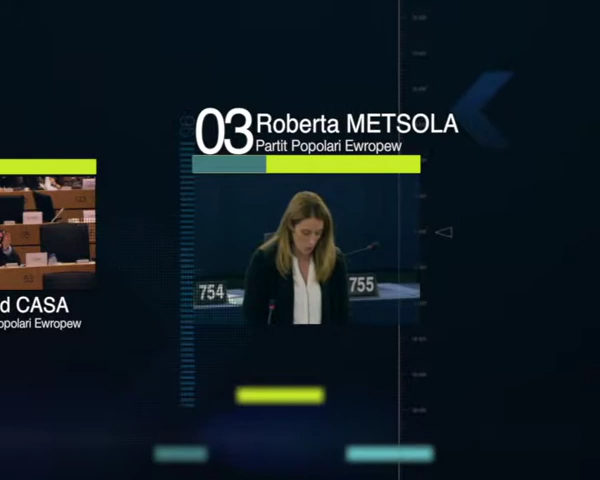 03
Roberta METSOLA
Partit Popolari Ewropew
754
755
d CASA
opolari Ewropew